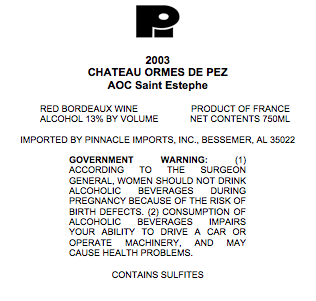 PI
2003
CHATEAU ORMES DE PEZ
AOC Saint Estephe
RED BORDEAUX WINE PRODUCT OF FRANCE
ALCOHOL 13% BY VOLUME NET CONTENTS 750ML
IMPORTED BY PINNACLE IMPORTS, INC., BESSEMER, AL 35022
GOVERNMENT WARNING: (1)
ACCORDING TO THE SURGEON
GENERAL, WOMEN SHOULD NOT DRINK
ALCOHOLIC BEVERAGES DURING
PREGNANCY BECAUSE OF THE RISK OF
BIRTH DEFECTS. (2) CONSUMPTION OF
ALCOHOLIC BEVERAGES IMPAIRS
YOUR ABILITY TO DRIVE A CAR OR
OPERATE MACHINERY, AND MAY
CAUSE HEALTH PROBLEMS.
CONTAINS SULFITES